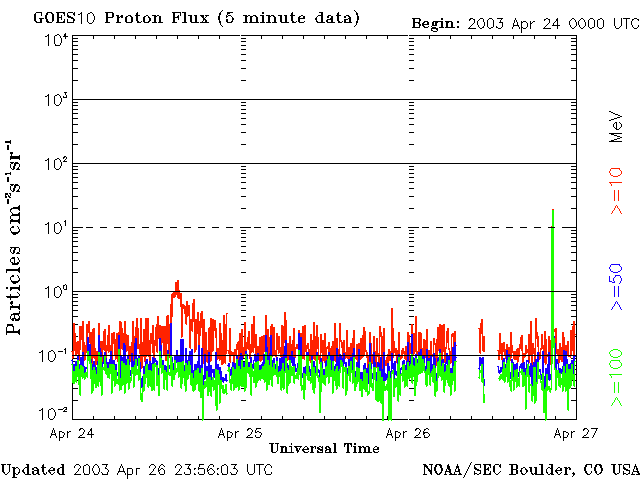 GOES10 Proton Flux (5 minute data)
Begin: 2003 Apr 24 0000 UTC
Particles cm⁻²s⁻¹sr⁻¹
10⁴
10³
10²
10¹
10⁰
10⁻¹
10⁻²
Apr 24
Apr 25
Apr 26
Apr 27
Universal Time
MeV
>=10
>=50
>=100
Updated 2003 Apr 26 23:56:03 UTC
NOAA/SEC Boulder, CO USA